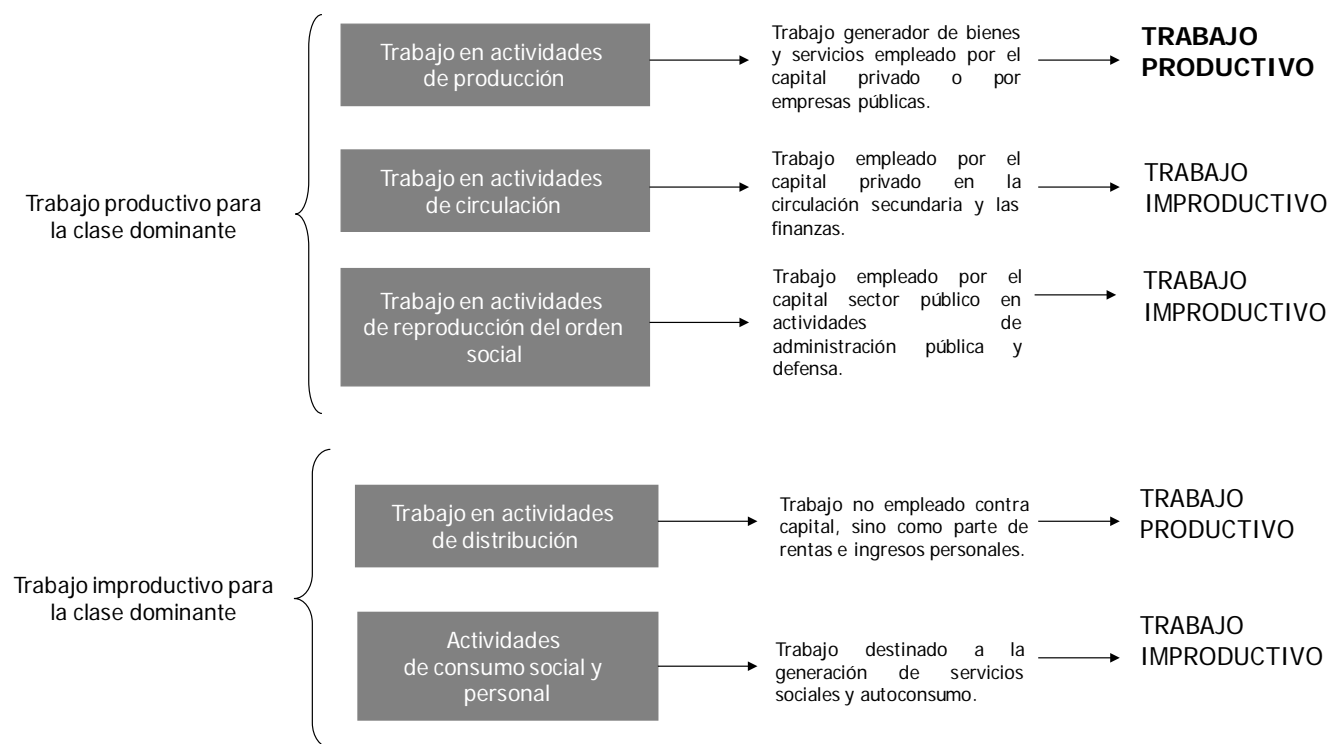 Trabajo productivo para
la clase dominante
Trabajo en actividades
de producción
Trabajo generador de bienes
y servicios empleado por el
capital privado o por
empresas públicas.
TRABAJO
PRODUCTIVO
Trabajo en actividades
de circulación
Trabajo empleado por el
capital privado en la
circulación secundaria y las
finanzas.
TRABAJO
IMPRODUCTIVO
Trabajo en actividades
de reproducción del orden
social
Trabajo empleado por el
capital sector público en
actividades de
administración pública y
defensa.
TRABAJO
IMPRODUCTIVO
Trabajo improductivo para
la clase dominante
Trabajo en actividades
de distribución
Trabajo no empleado contra
capital, sino como parte de
rentas e ingresos personales.
TRABAJO
PRODUCTIVO
Actividades
de consumo social y
personal
Trabajo destinado a la
generación de servicios
sociales y autoconsumo.
TRABAJO
IMPRODUCTIVO